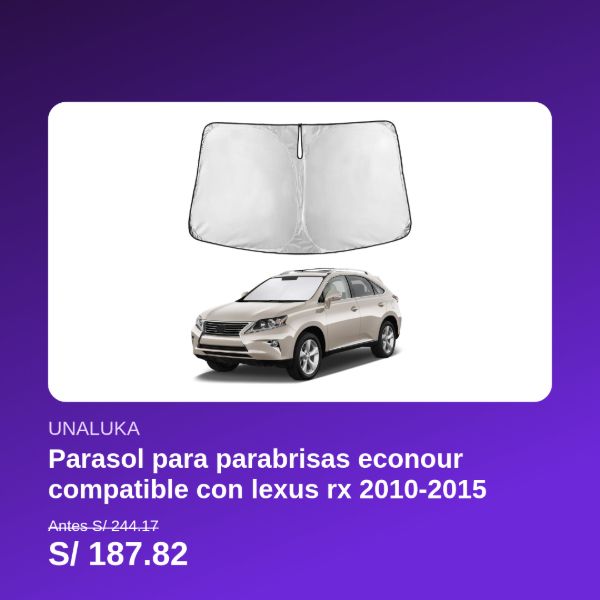 UNALUKA
Parasol para parabrisas econour
compatible con lexus rx 2010-2015
Antes S/ 244.17
S/ 187.82